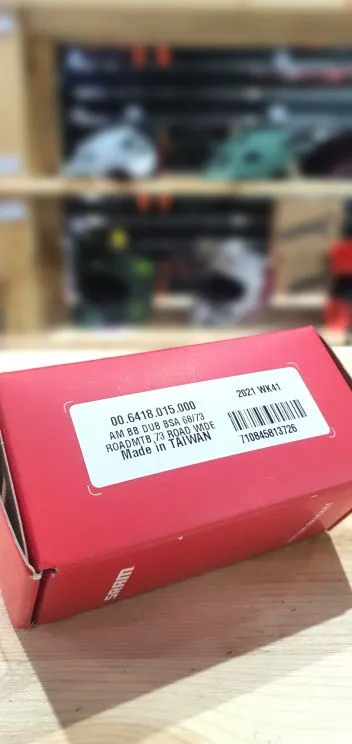 00.6418.015.000
2021 WK41
AM BB DUB BSA 68/73
ROADMTB,73 ROAD WIDE
Made in TAIWAN
710845813726
SRAM